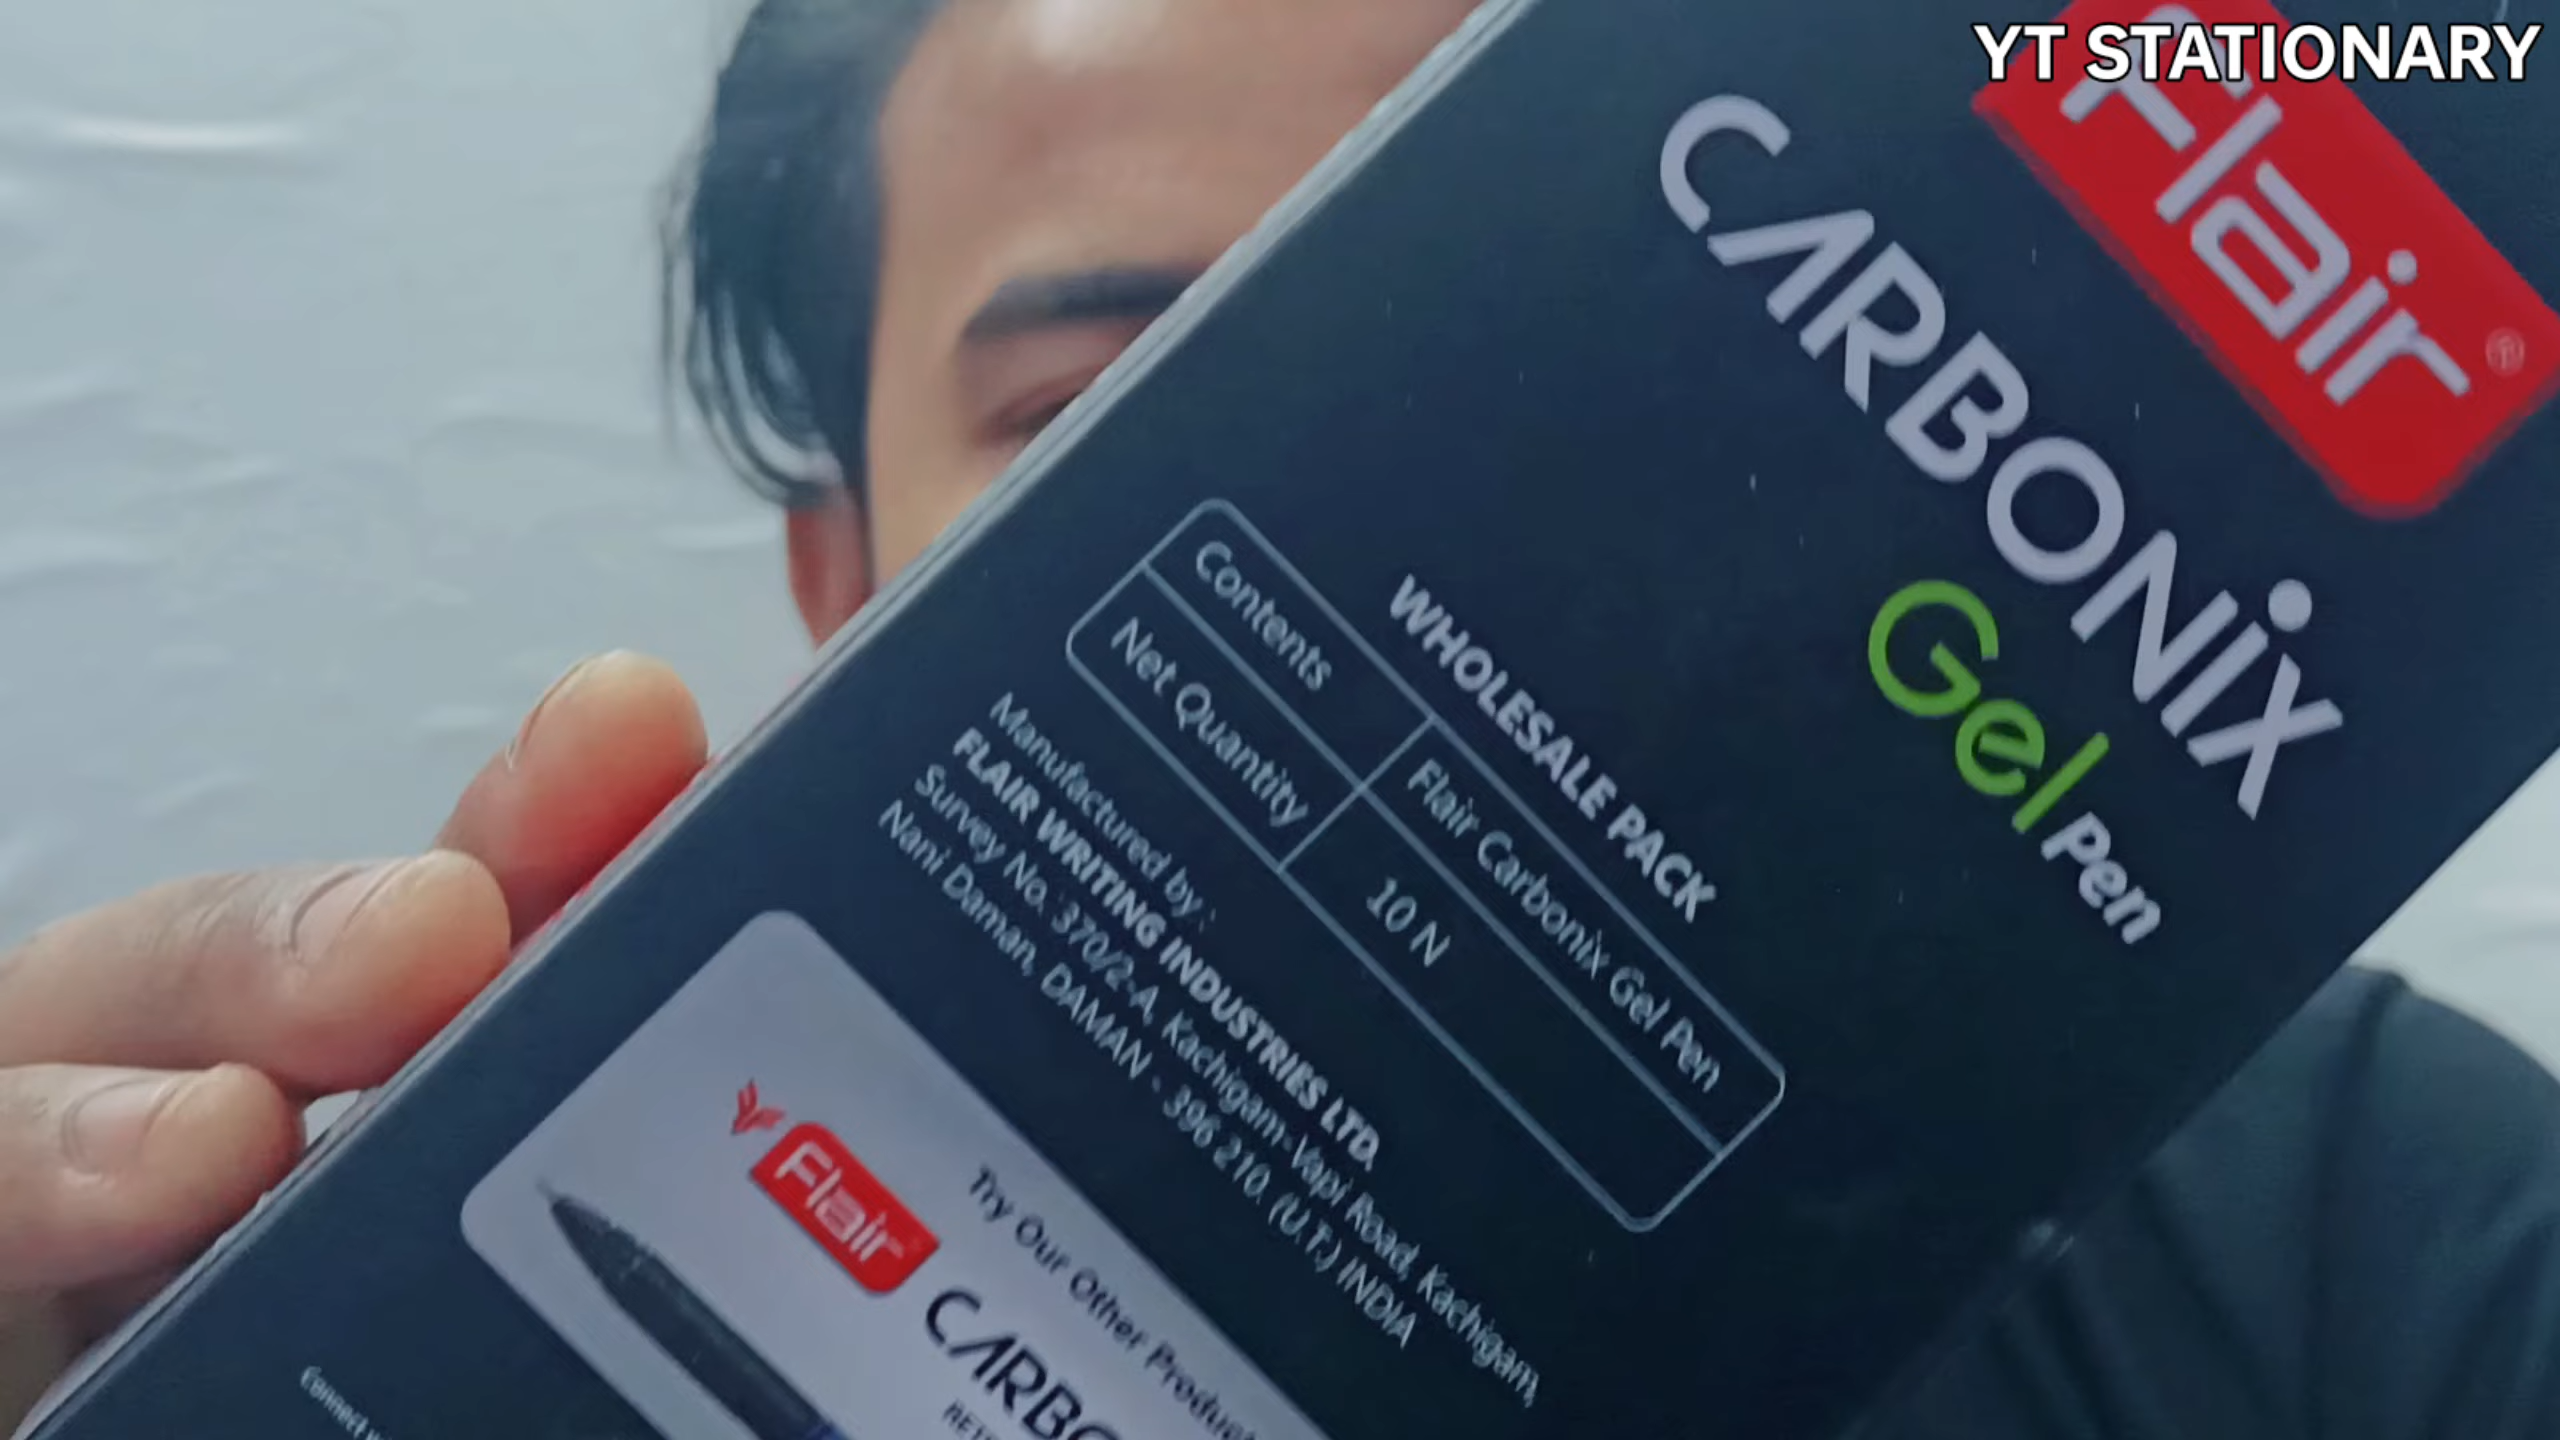 YT STATIONARY
Flair®
CARBONiX
Gel Pen
WHOLESALE PACK
Contents Flair Carbonix Gel Pen
Net Quantity 10 N
Manufactured by :
FLAIR WRITING INDUSTRIES LTD.
Survey No. 370/2-A, Kachigam-Vapi Road, Kachigam,
Nani Daman, DAMAN - 396 210. (U.T.) INDIA
Try Our Other
Flair
Connect